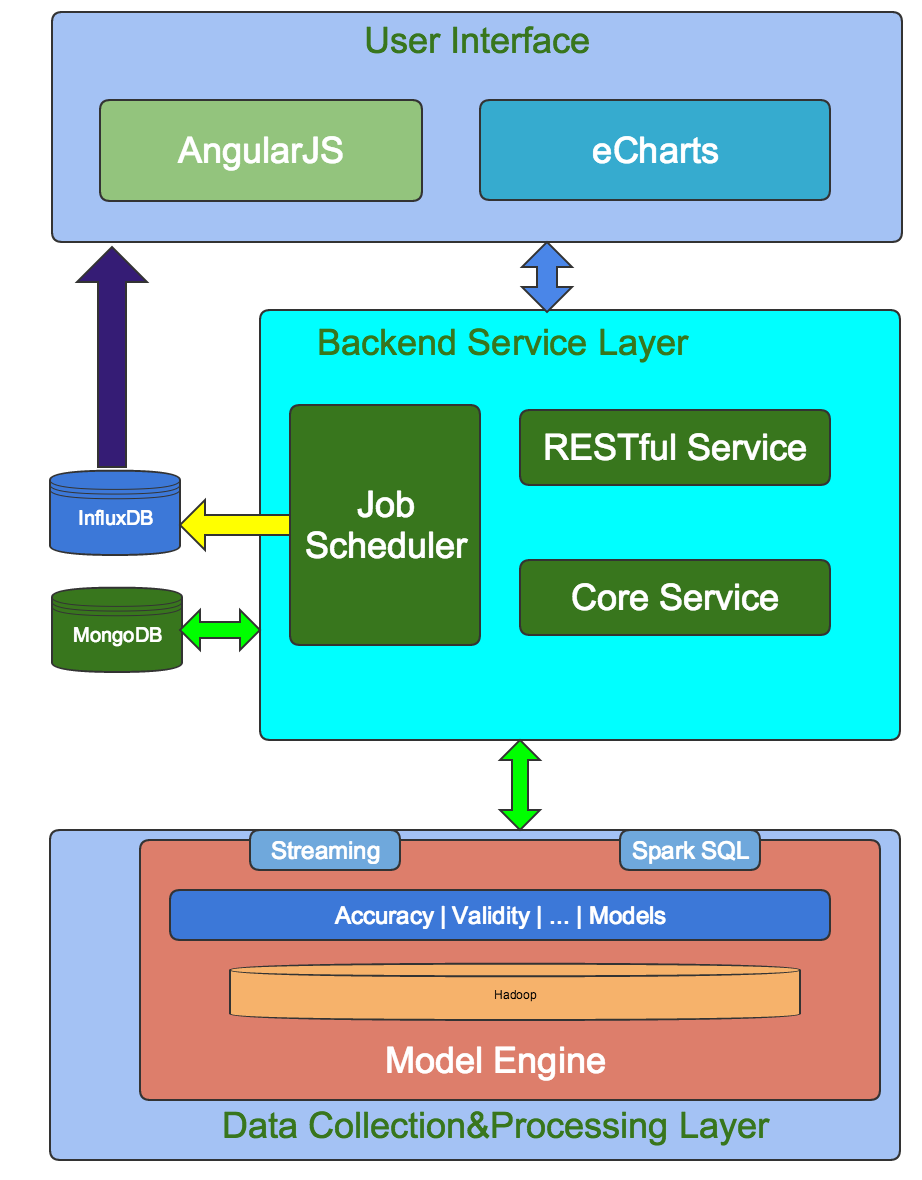 User Interface
AngularJS
eCharts
Backend Service Layer
Job
Scheduler
RESTful Service
Core Service
InfluxDB
MongoDB
Streaming
Spark SQL
Accuracy | Validity | ... | Models
Hadoop
Model Engine
Data Collection&Processing Layer